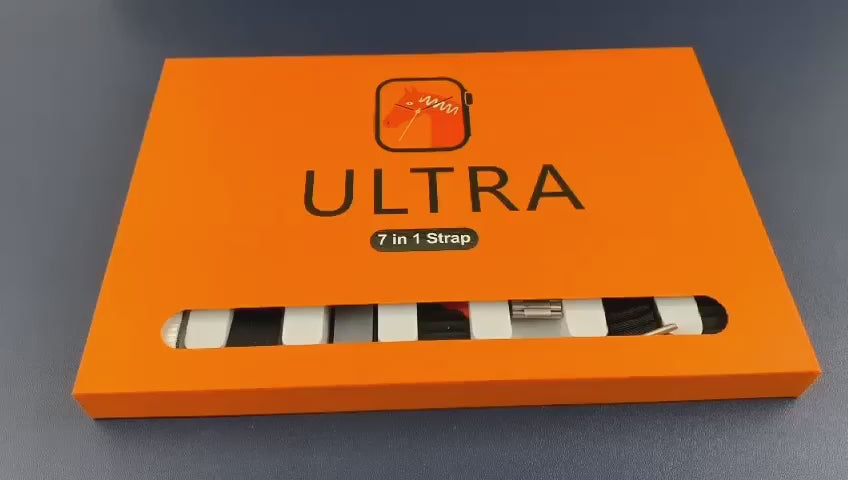 ULTRA
7 in 1 Strap